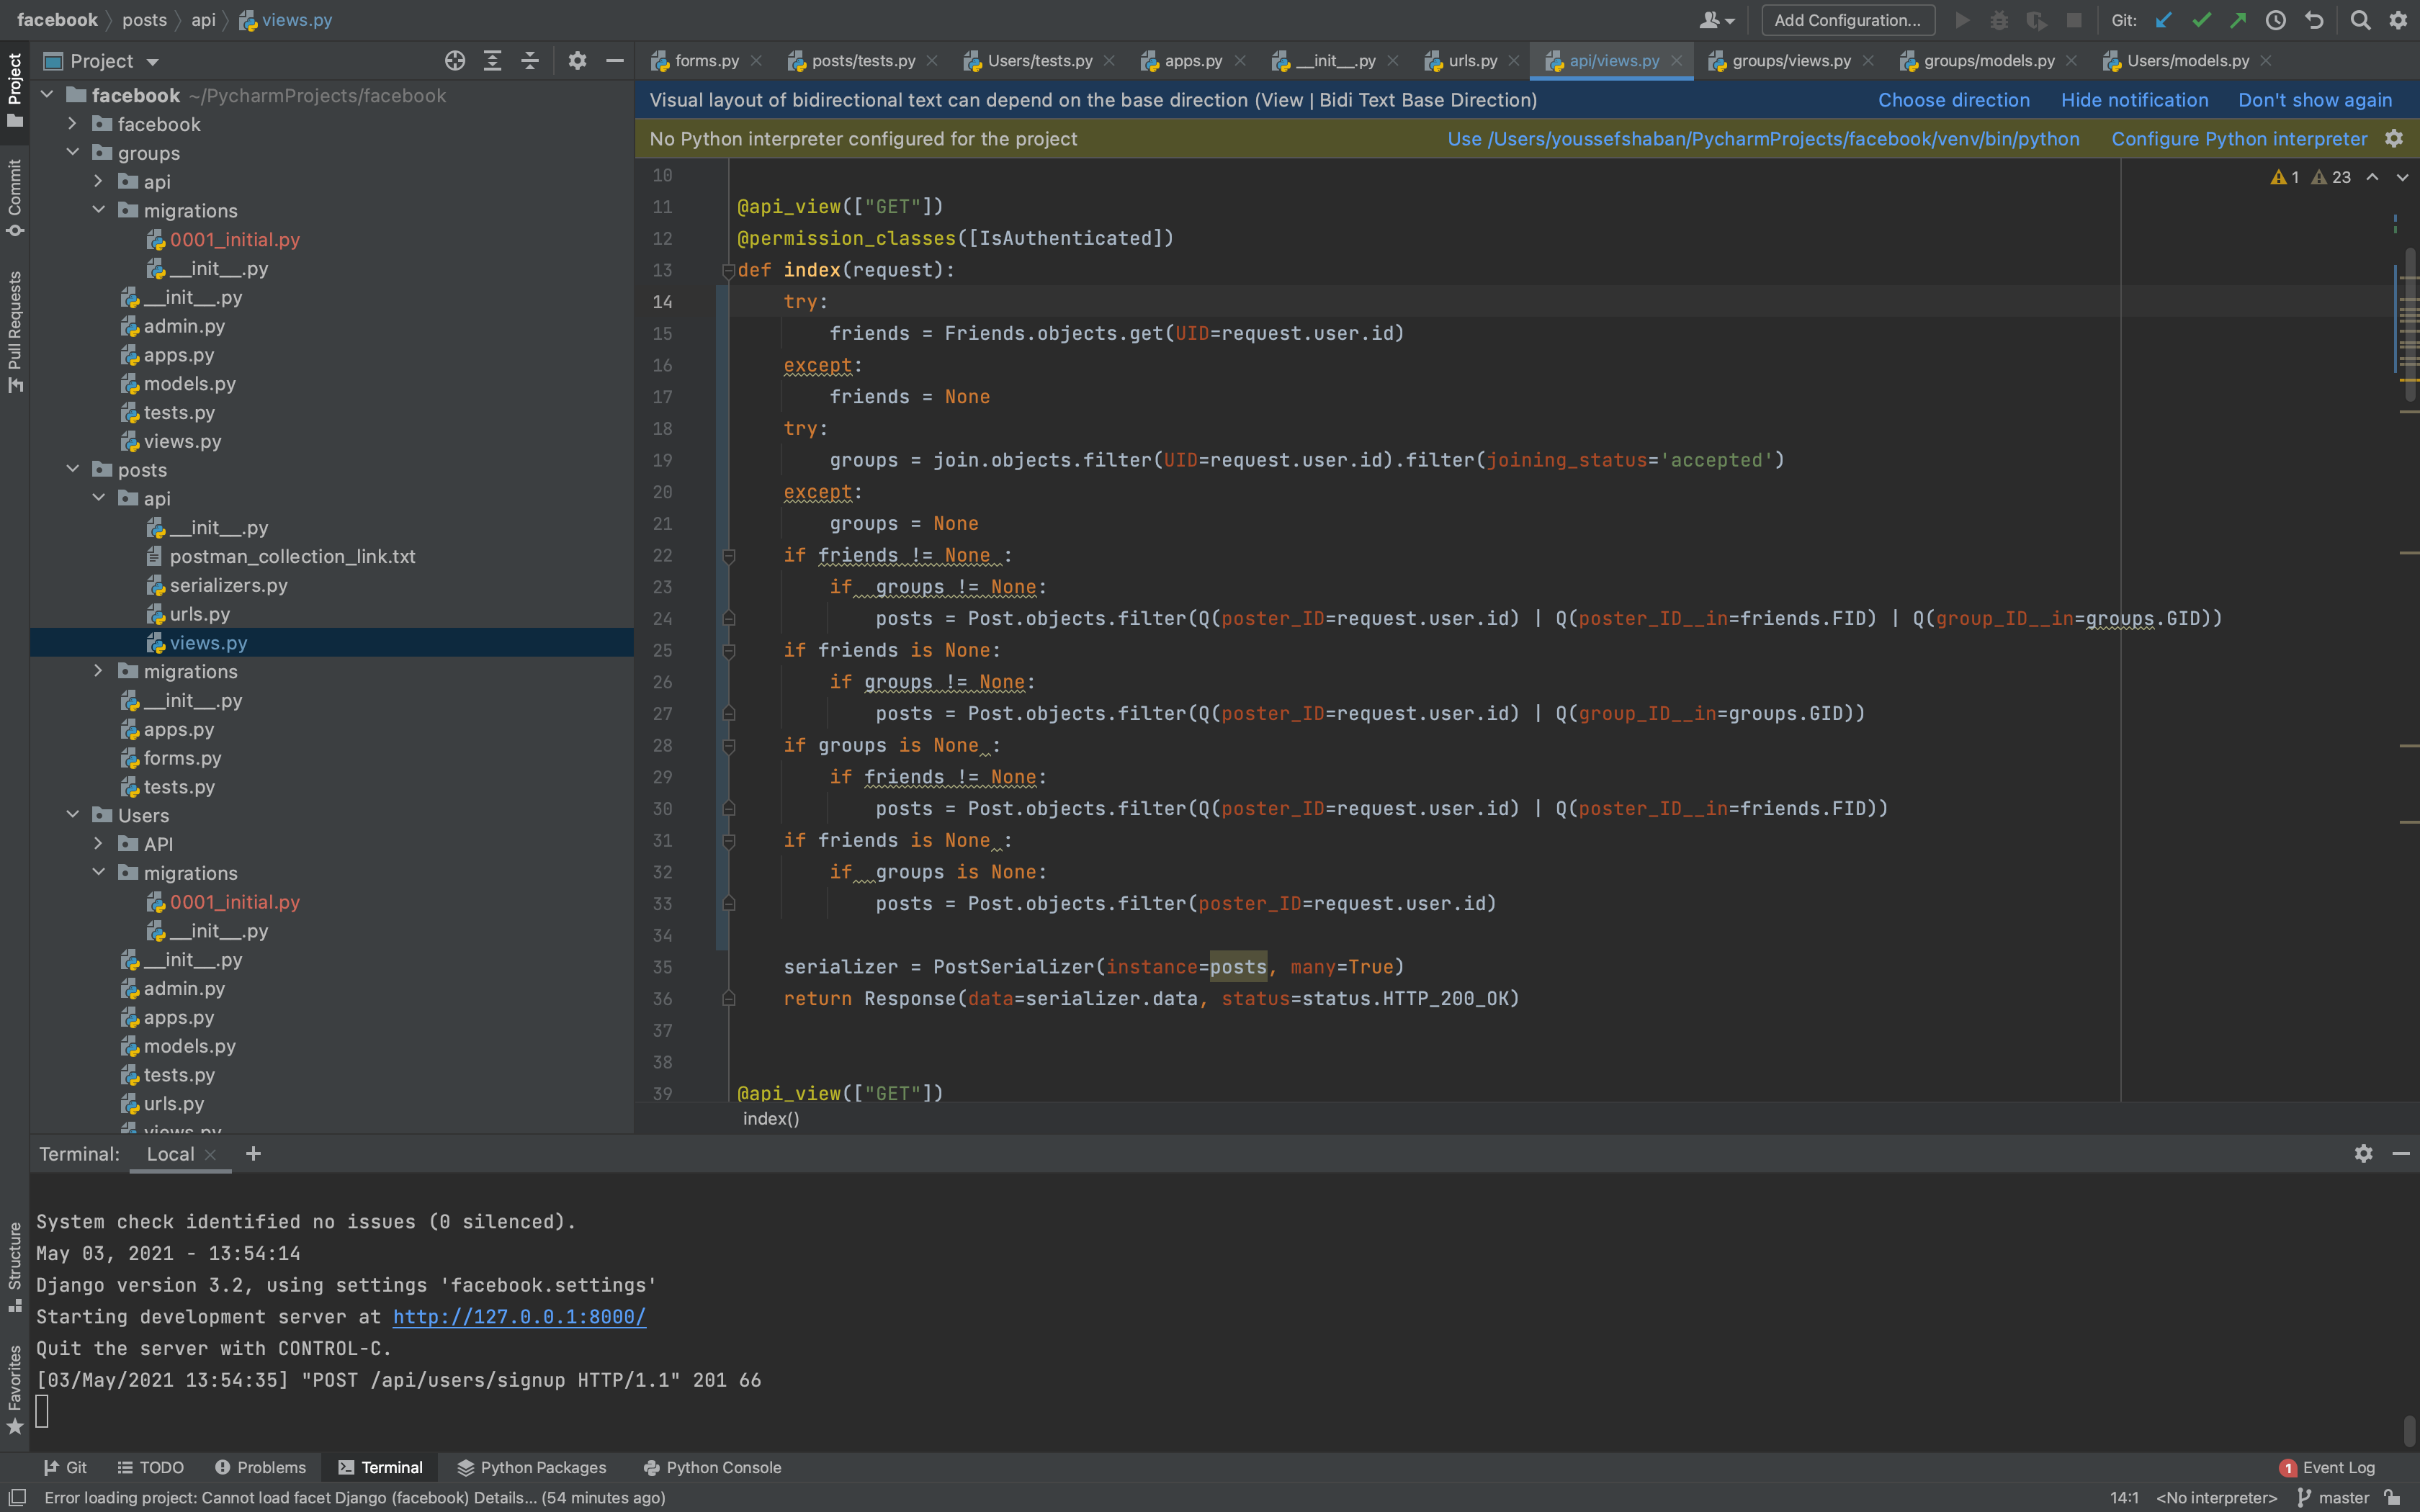 facebook posts api views.py
Add Configuration... Git:
Project
forms.py posts/tests.py Users/tests.py apps.py __init__.py urls.py api/views.py groups/views.py groups/models.py Users/models.py
Visual layout of bidirectional text can depend on the base direction (View | Bidi Text Base Direction) Choose direction Hide notification Don't show again
No Python interpreter configured for the project Use /Users/youssefshaban/PycharmProjects/facebook/venv/bin/python Configure Python interpreter
1 23
Project
Commit
Pull Requests
Structure
Favorites
facebook ~/PycharmProjects/facebook
facebook
groups
api
migrations
0001_initial.py
__init__.py
__init__.py
admin.py
apps.py
models.py
tests.py
views.py
posts
api
__init__.py
postman_collection_link.txt
serializers.py
urls.py
views.py
migrations
__init__.py
apps.py
forms.py
tests.py
Users
API
migrations
0001_initial.py
__init__.py
__init__.py
admin.py
apps.py
models.py
tests.py
urls.py
views.py
10
11 @api_view(["GET"])
12 @permission_classes([IsAuthenticated])
13 def index(request):
14     try:
15         friends = Friends.objects.get(UID=request.user.id)
16     except:
17         friends = None
18     try:
19         groups = join.objects.filter(UID=request.user.id).filter(joining_status='accepted')
20     except:
21         groups = None
22     if friends != None :
23         if  groups != None:
24             posts = Post.objects.filter(Q(poster_ID=request.user.id) | Q(poster_ID__in=friends.FID) | Q(group_ID__in=groups.GID))
25     if friends is None:
26         if groups != None:
27             posts = Post.objects.filter(Q(poster_ID=request.user.id) | Q(group_ID__in=groups.GID))
28     if groups is None :
29         if friends != None:
30             posts = Post.objects.filter(Q(poster_ID=request.user.id) | Q(poster_ID__in=friends.FID))
31     if friends is None :
32         if  groups is None:
33             posts = Post.objects.filter(poster_ID=request.user.id)
34
35     serializer = PostSerializer(instance=posts, many=True)
36     return Response(data=serializer.data, status=status.HTTP_200_OK)
37
38
39 @api_view(["GET"])
index()
Terminal: Local +
System check identified no issues (0 silenced).
May 03, 2021 - 13:54:14
Django version 3.2, using settings 'facebook.settings'
Starting development server at http://127.0.0.1:8000/
Quit the server with CONTROL-C.
[03/May/2021 13:54:35] "POST /api/users/signup HTTP/1.1" 201 66
Git TODO Problems Terminal Python Packages Python Console 1 Event Log
Error loading project: Cannot load facet Django (facebook) Details... (54 minutes ago) 14:1 <No interpreter> master